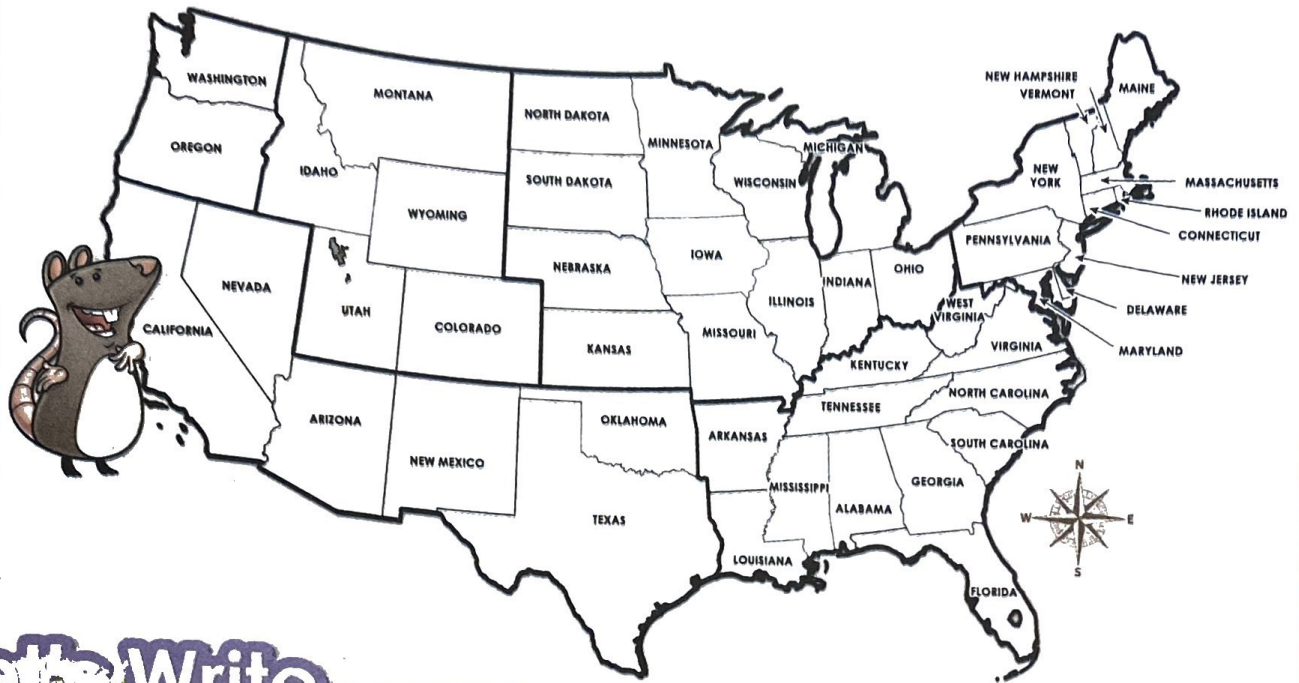 NEW HAMPSHIRE
VERMONT
MAINE
WASHINGTON
MONTANA
NORTH DAKOTA
MINNESOTA
MICHIGAN
OREGON
IDAHO
SOUTH DAKOTA
WISCONSIN
NEW
YORK
MASSACHUSETTS
RHODE ISLAND
CONNECTICUT
WYOMING
IOWA
PENNSYLVANIA
NEBRASKA
OHIO
NEW JERSEY
NEVADA
UTAH
COLORADO
ILLINOIS
INDIANA
WEST
VIRGINIA
DELAWARE
CALIFORNIA
KANSAS
MISSOURI
KENTUCKY
VIRGINIA
MARYLAND
ARIZONA
NEW MEXICO
OKLAHOMA
ARKANSAS
TENNESSEE
NORTH CAROLINA
SOUTH CAROLINA
MISSISSIPPI
ALABAMA
GEORGIA
TEXAS
LOUISIANA
FLORIDA
N
W
E
S
Write